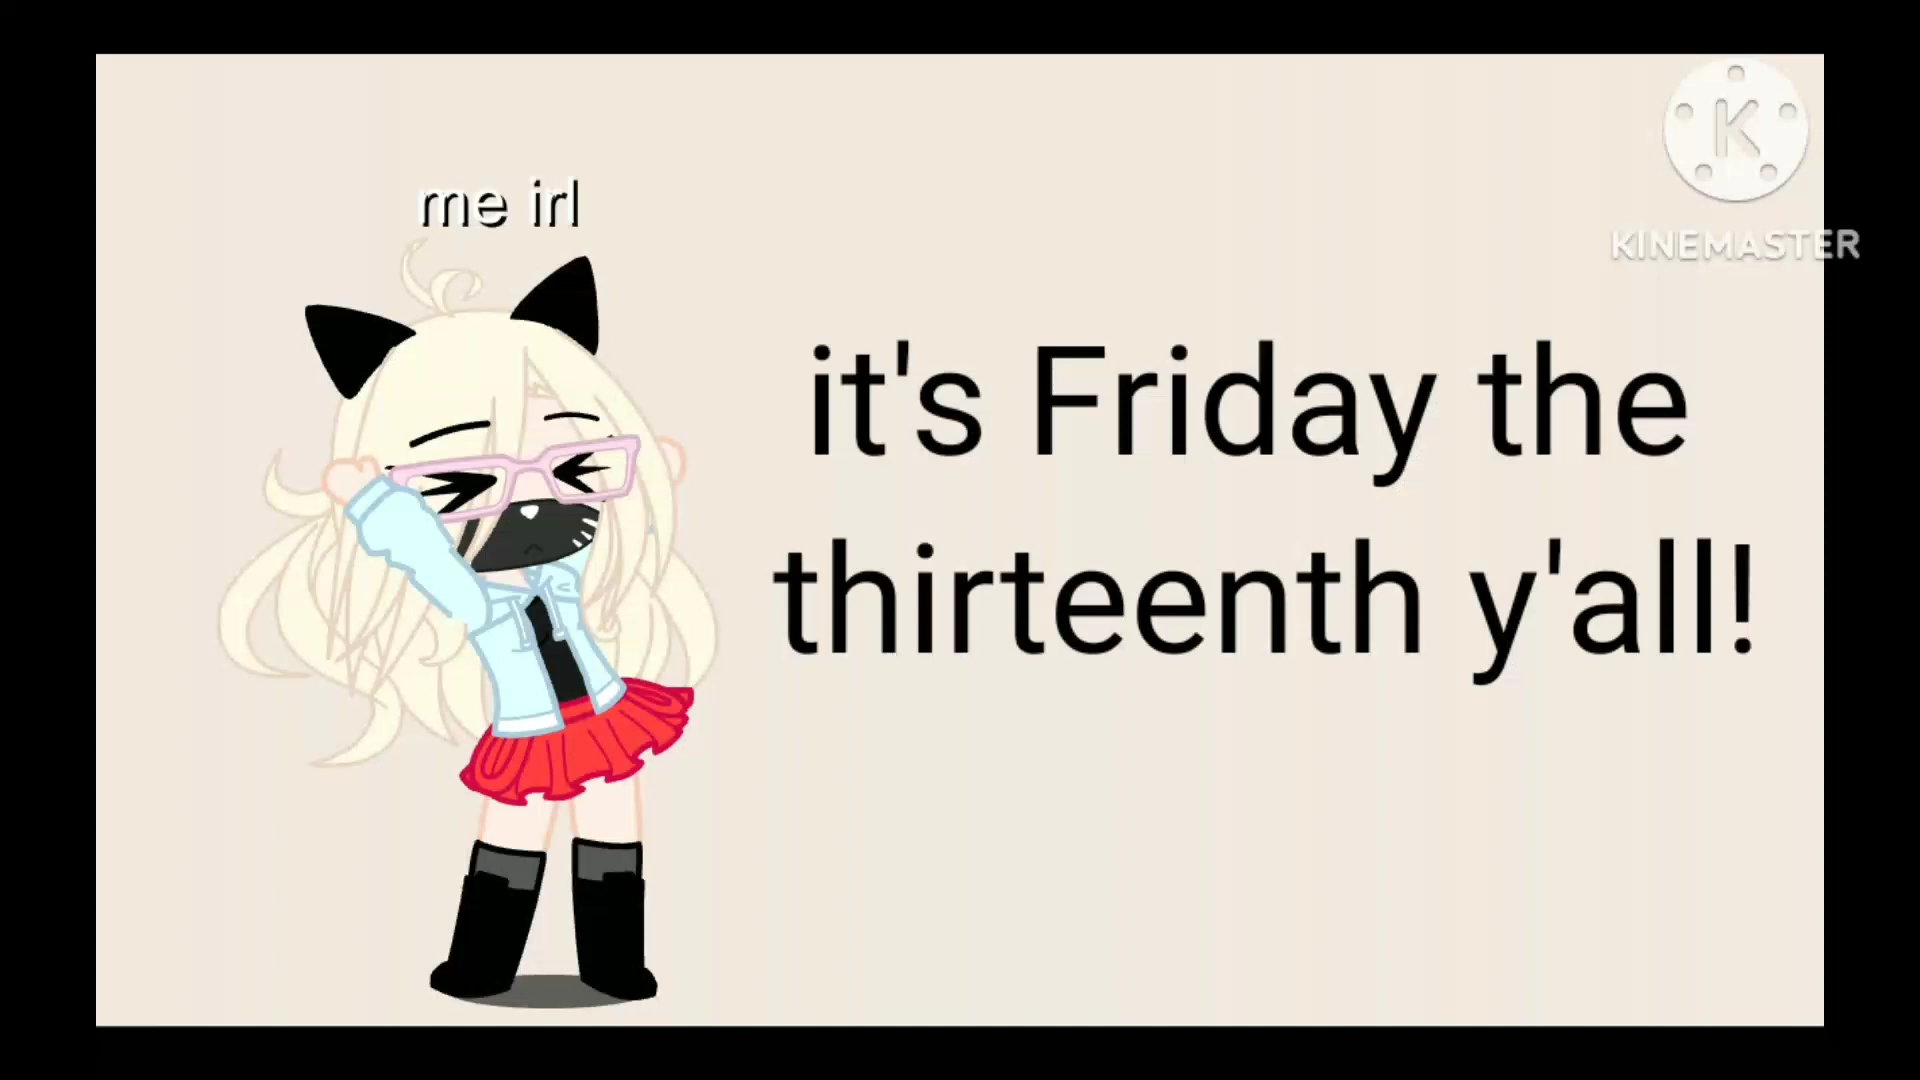 me irl
K
KINEMASTER
it's Friday the
thirteenth y'all!